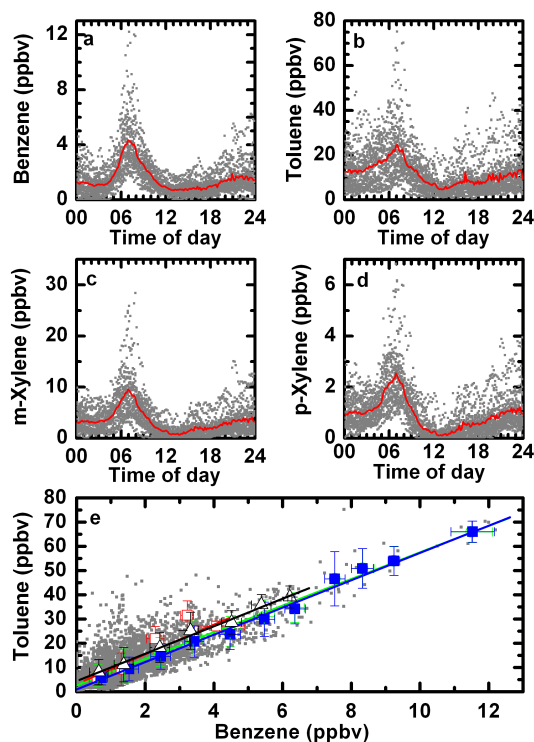 12
8
4
0
Benzene (ppbv)
a
00 06 12 18 24
Time of day
80
60
40
20
0
Toluene (ppbv)
b
00 06 12 18 24
Time of day
30
20
10
0
m-Xylene (ppbv)
c
00 06 12 18 24
Time of day
6
4
2
0
p-Xylene (ppbv)
d
00 06 12 18 24
Time of day
80
70
60
50
40
30
20
10
0
Toluene (ppbv)
e
0 2 4 6 8 10 12
Benzene (ppbv)